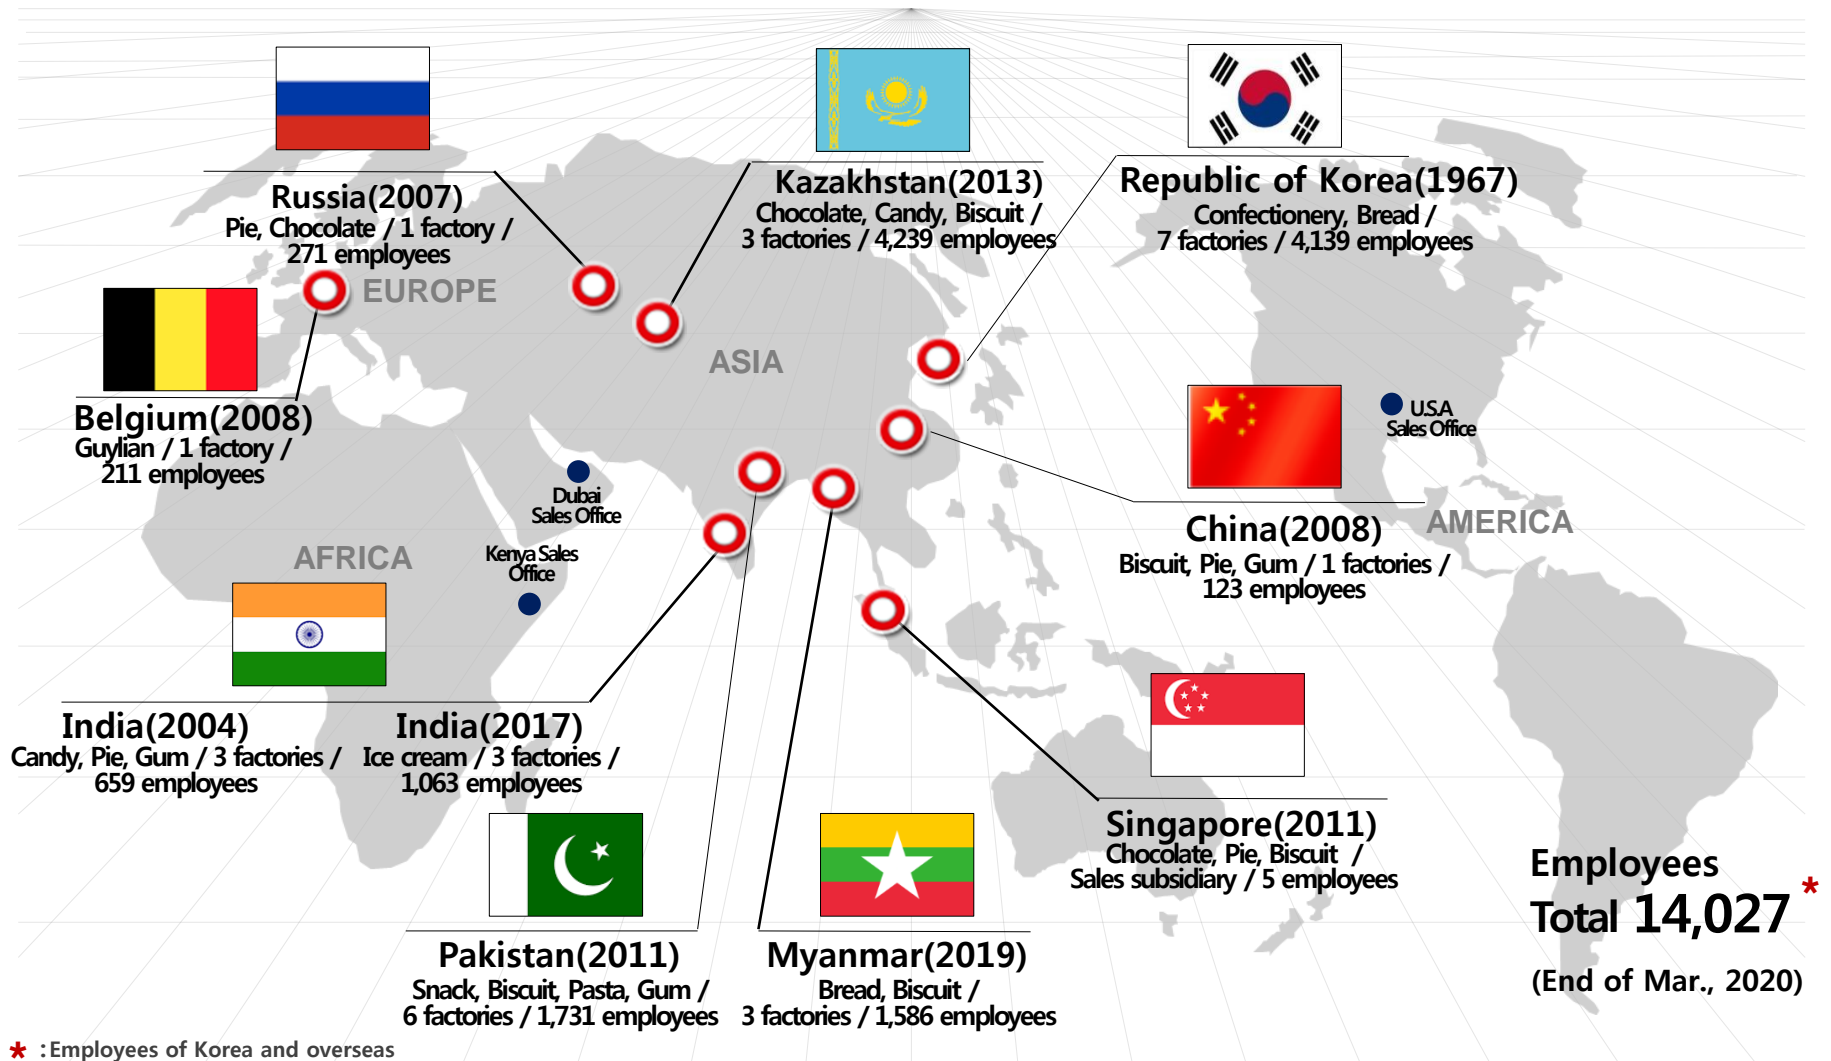 Russia(2007)
Pie, Chocolate / 1 factory /
271 employees
Kazakhstan(2013)
Chocolate, Candy, Biscuit /
3 factories / 4,239 employees
Republic of Korea(1967)
Confectionery, Bread /
7 factories / 4,139 employees
EUROPE
ASIA
Belgium(2008)
Guylian / 1 factory /
211 employees
U.S.A
Sales Office
Dubai
Sales Office
China(2008)
Biscuit, Pie, Gum / 1 factories /
123 employees
AMERICA
AFRICA
Kenya Sales
Office
India(2004)
Candy, Pie, Gum / 3 factories /
659 employees
India(2017)
Ice cream / 3 factories /
1,063 employees
Singapore(2011)
Chocolate, Pie, Biscuit /
Sales subsidiary / 5 employees
Pakistan(2011)
Snack, Biscuit, Pasta, Gum /
6 factories / 1,731 employees
Myanmar(2019)
Bread, Biscuit /
3 factories / 1,586 employees
Employees
Total 14,027 *
(End of Mar., 2020)
* : Employees of Korea and overseas